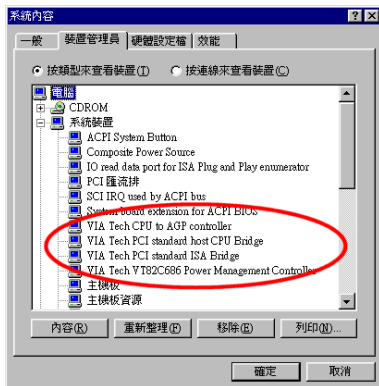 系統內容
一般 裝置管理員 硬體設定檔 效能
按類型來查看裝置(I) 按連線來查看裝置(C)
電腦
CDROM
系統裝置
ACPI System Button
Composite Power Source
IO read data port for ISA Plug and Play enumerator
PCI 匯流排
SCI IRQ used by ACPI bus
System board extension for ACPI BIOS
VIA Tech CPU to AGP controller
VIA Tech PCI standard host CPU Bridge
VIA Tech PCI standard ISA Bridge
VIA Tech VT82C686 Power Management Controller
主機板
主機板資源
內容(R) 重新整理(F) 移除(E) 列印(N)...
確定 取消